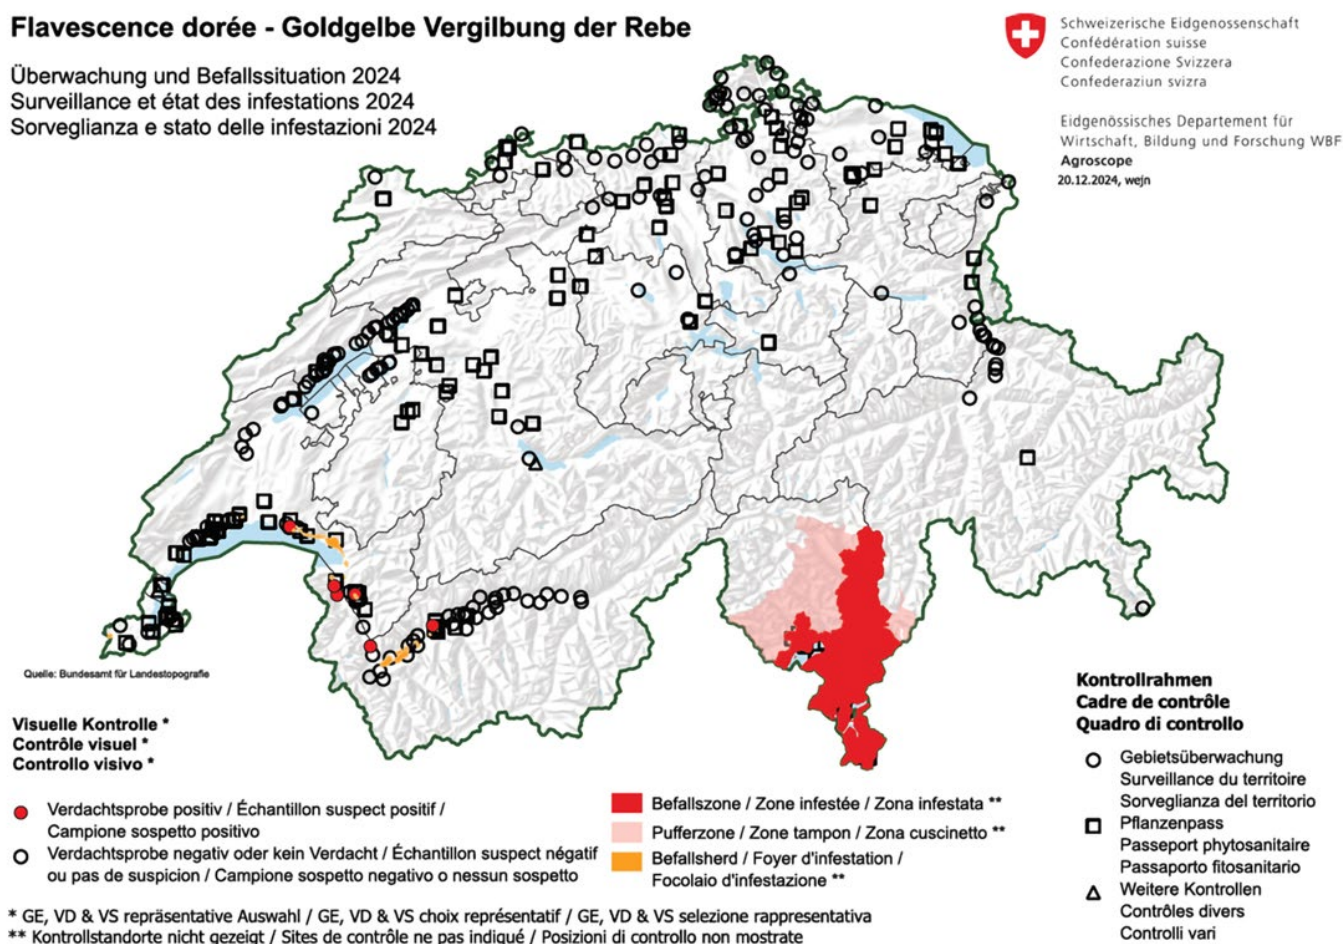 Flavescence dorée - Goldgelbe Vergilbung der Rebe
Überwachung und Befallssituation 2024
Surveillance et état des infestations 2024
Sorveglianza e stato delle infestazioni 2024
Schweizerische Eidgenossenschaft
Confédération suisse
Confederazione Svizzera
Confederaziun svizra
Eidgenössisches Departement für
Wirtschaft, Bildung und Forschung WBF
Agroscope
20.12.2024, wejn
Quelle: Bundesamt für Landestopografie
Visuelle Kontrolle *
Contrôle visuel *
Controllo visivo *
Verdachtsprobe positiv / Échantillon suspect positif /
Campione sospetto positivo
Verdachtsprobe negativ oder kein Verdacht / Échantillon suspect négatif
ou pas de suspicion / Campione sospetto negativo o nessun sospetto
Befallszone / Zone infestée / Zona infestata **
Pufferzone / Zone tampon / Zona cuscinetto **
Befallsherd / Foyer d'infestation /
Focolaio d'infestazione **
Kontrollrahmen
Cadre de contrôle
Quadro di controllo
Gebietsüberwachung
Surveillance du territoire
Sorveglianza del territorio
Pflanzenpass
Passeport phytosanitaire
Passaporto fitosanitario
Weitere Kontrollen
Contrôles divers
Controlli vari
* GE, VD & VS repräsentative Auswahl / GE, VD & VS choix représentatif / GE, VD & VS selezione rappresentativa
** Kontrollstandorte nicht gezeigt / Sites de contrôle ne pas indiqué / Posizioni di controllo non mostrate